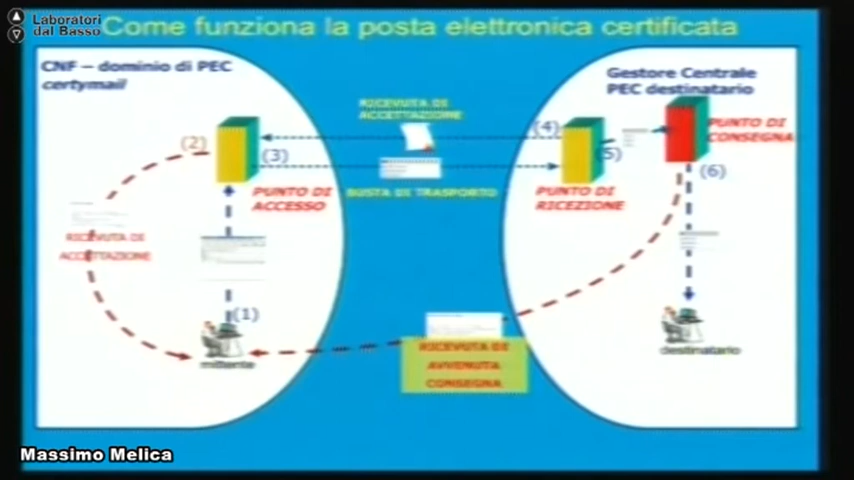 Laboratori
dal Basso
Come funziona la posta elettronica certificata
CNF – dominio di PEC
certymail
Gestore Centrale
PEC destinatario
RICEVUTA DI
ACCETTAZIONE
(2)
(3)
(4)
(5)
PUNTO DI
CONSEGNA
(6)
PUNTO DI
ACCESSO
BUSTA DI TRASPORTO
PUNTO DI
RICEZIONE
RICEVUTA DI
ACCETTAZIONE
(1)
mittente
RICEVUTA DI
AVVENUTA
CONSEGNA
destinatario
Massimo Melica